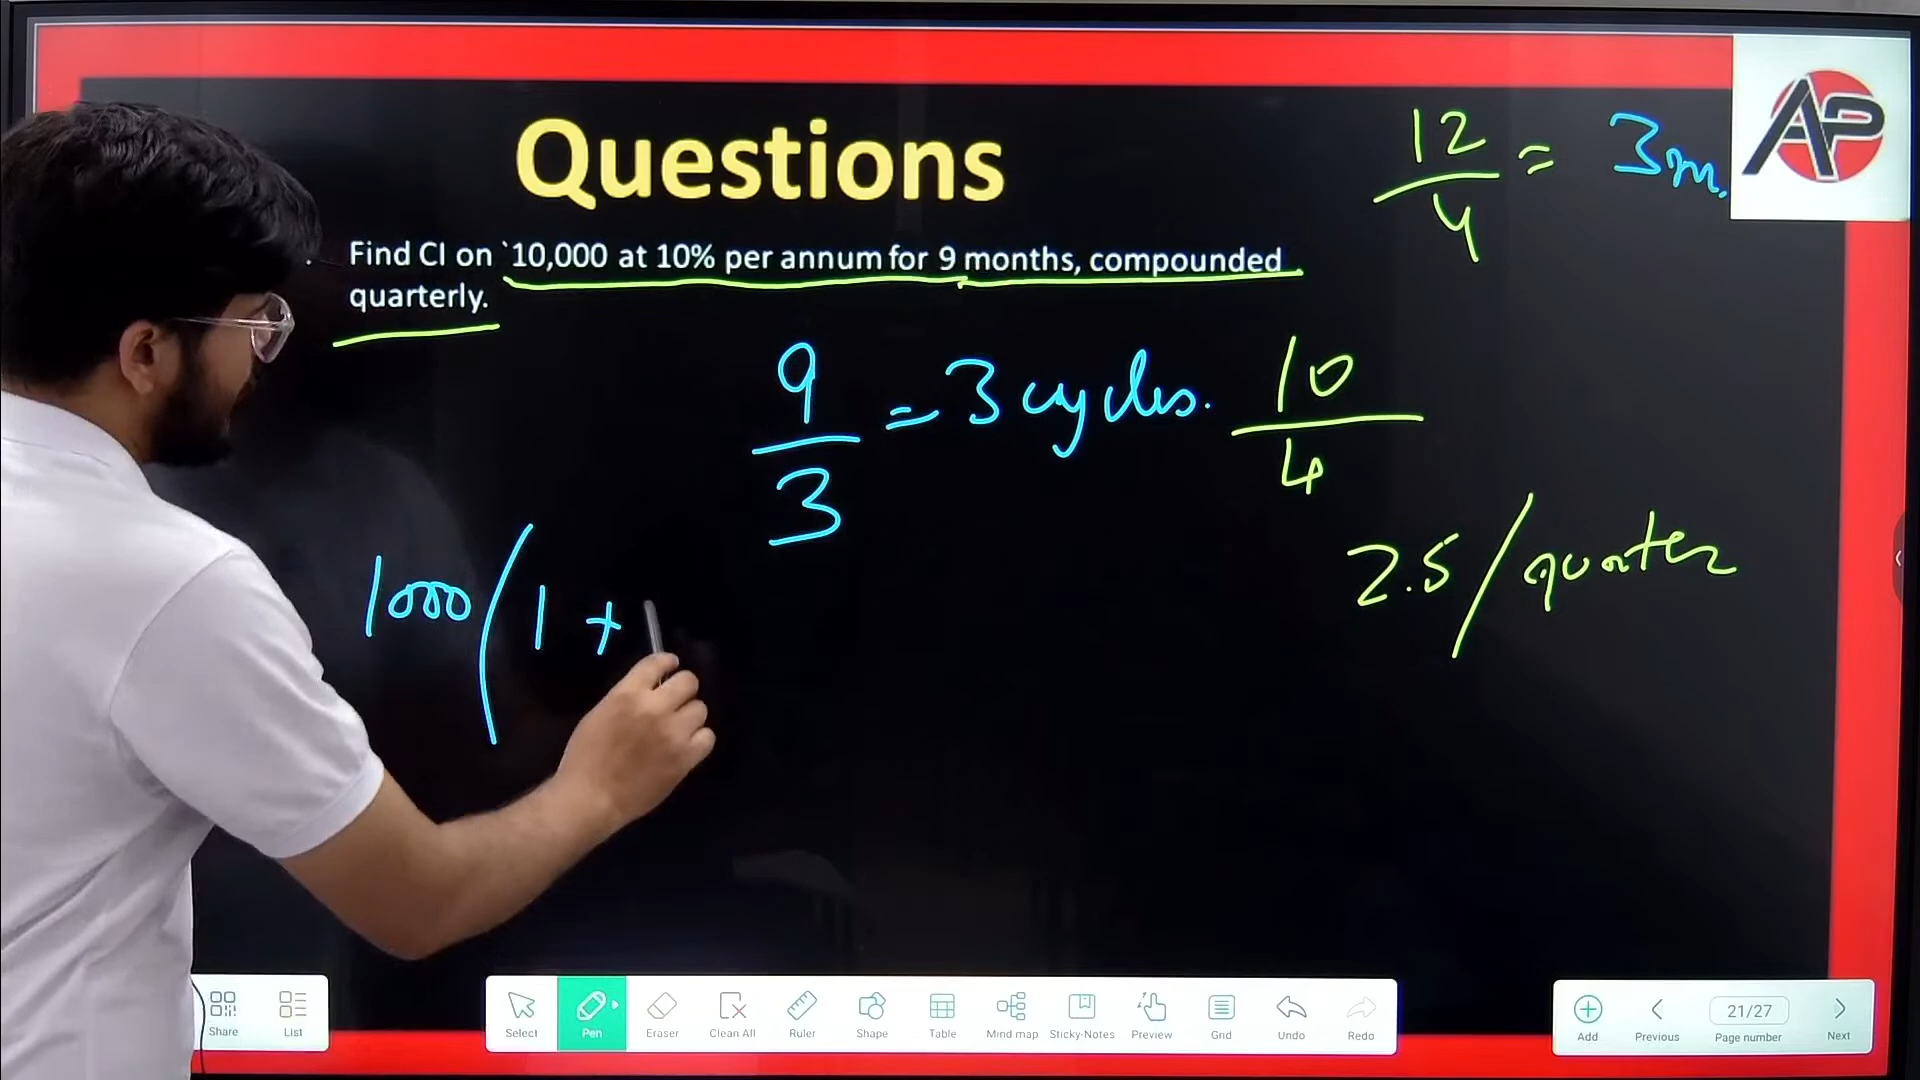 Questions
12/4 = 3m.
AP
. Find CI on `10,000 at 10% per annum for 9 months, compounded
quarterly.
9/3 = 3 cycles. 10/4
2.5/quarter
1000(1 +
Share
List
Select
Pen
Eraser
Clean All
Ruler
Shape
Table
Mind map
Sticky-Notes
Preview
Grid
Undo
Redo
Add
Previous
21/27
Page number
Next